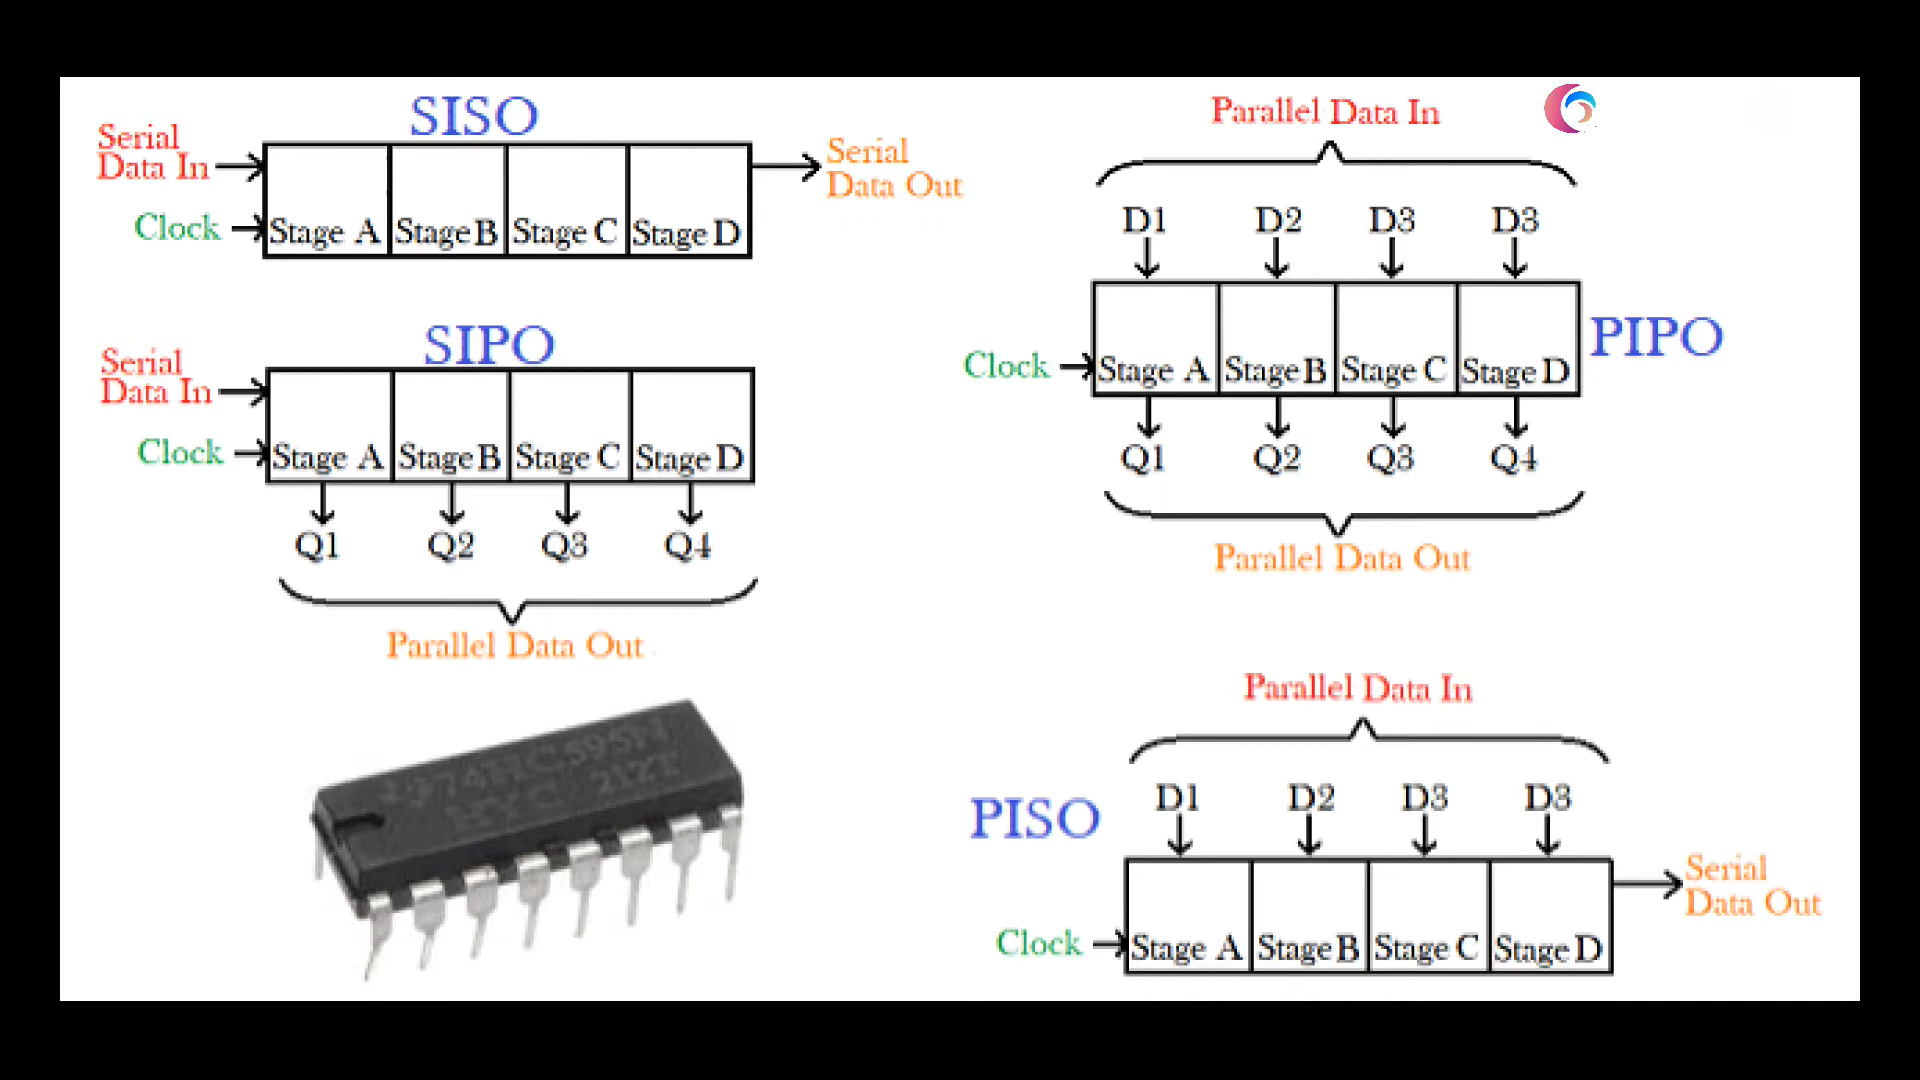 SISO
Serial
Data In
Clock
Stage A Stage B Stage C Stage D
Serial
Data Out
SIPO
Serial
Data In
Clock
Stage A Stage B Stage C Stage D
Q1 Q2 Q3 Q4
Parallel Data Out
Parallel Data In
D1 D2 D3 D3
PIPO
Clock
Stage A Stage B Stage C Stage D
Q1 Q2 Q3 Q4
Parallel Data Out
Parallel Data In
D1 D2 D3 D3
PISO
Clock
Stage A Stage B Stage C Stage D
Serial
Data Out